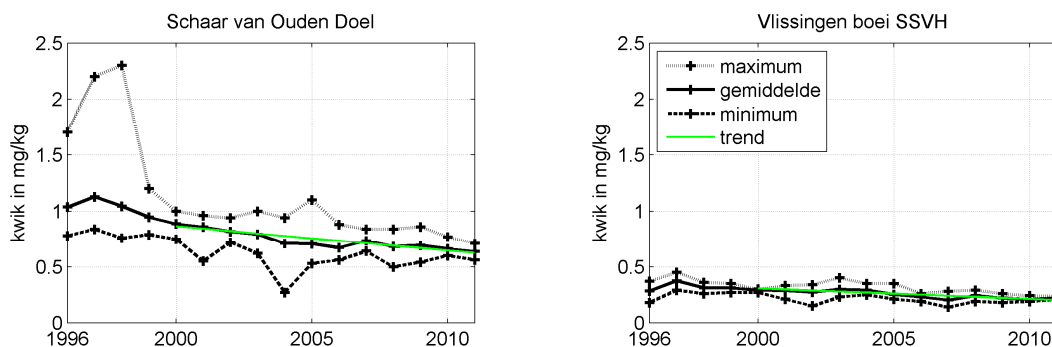 Schaar van Ouden Doel
2.5
2
1.5
1
0.5
0
kwik in mg/kg
1996
2000
2005
2010
Vlissingen boei SSVH
2.5
2
1.5
1
0.5
0
kwik in mg/kg
maximum
gemiddelde
minimum
trend
1996
2000
2005
2010